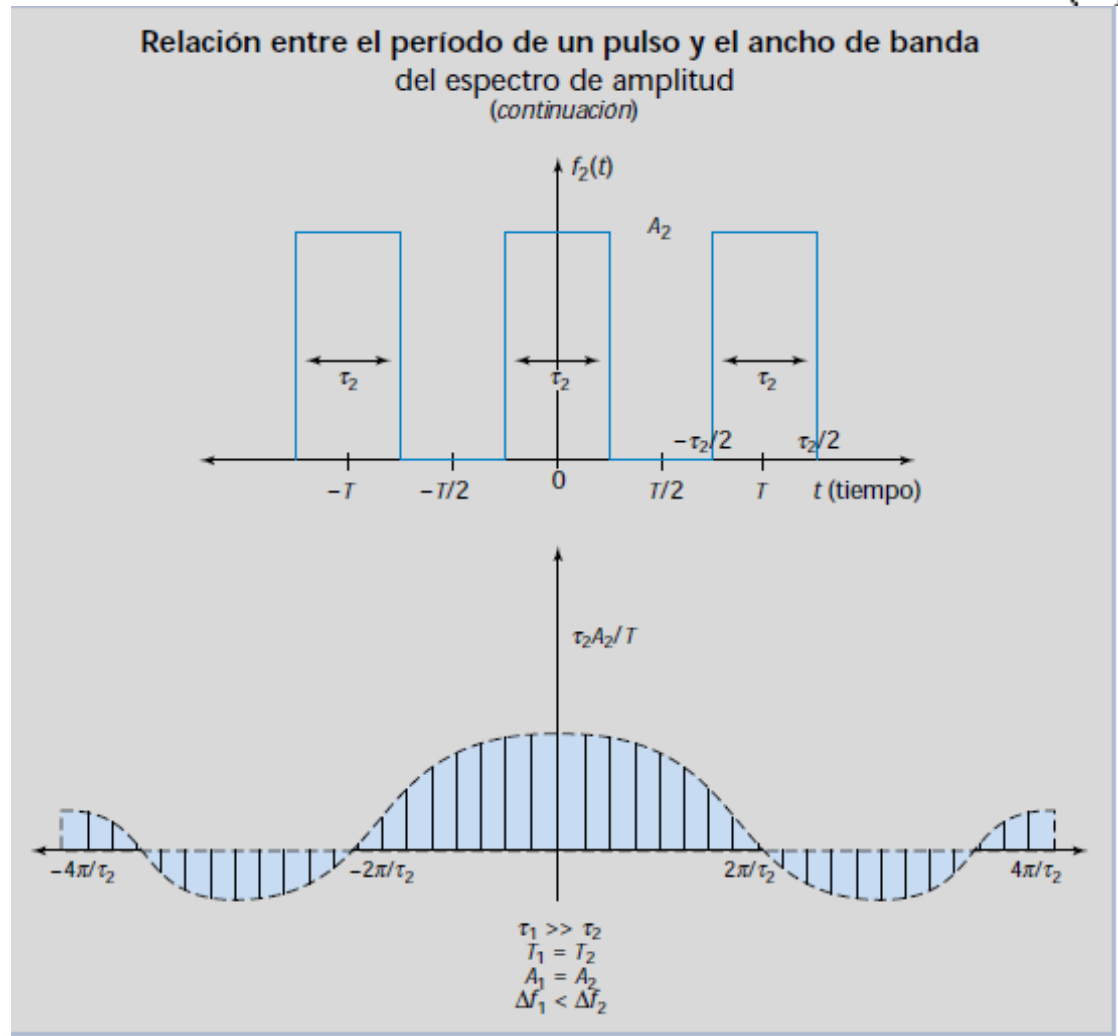 Relación entre el período de un pulso y el ancho de banda
del espectro de amplitud
(continuación)
f₂(t)
A₂
τ₂ τ₂ τ₂
−τ₂/2 τ₂/2
−T −T/2 0 T/2 T t (tiempo)
τ₂A₂/T
−4π/τ₂ −2π/τ₂ 2π/τ₂ 4π/τ₂
τ₁ >> τ₂
T₁ = T₂
A₁ = A₂
Δf₁ < Δf₂